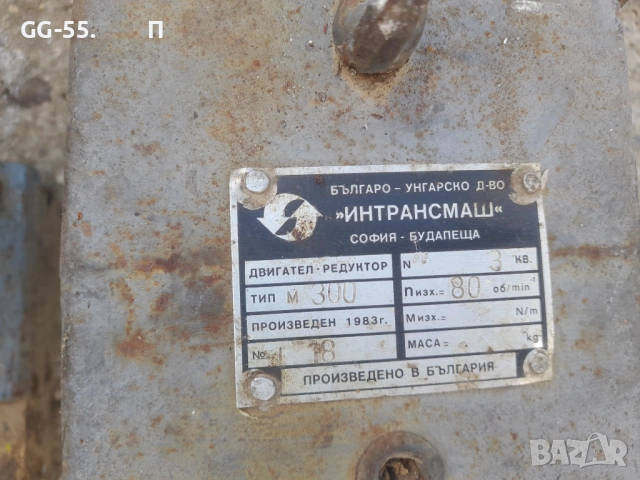 GG-55. П
БЪЛГАРО - УНГАРСКО Д-ВО
»ИНТРАНСМАШ«
СОФИЯ - БУДАПЕЩА
ДВИГАТЕЛ-РЕДУКТОР
ТИП М 300
ПРОИЗВЕДЕН 1983г.
№ 18
N 3 КВ.
Пизх.= 80 об/min⁻¹
Мизх.= N/m
МАСА= kg
ПРОИЗВЕДЕНО В БЪЛГАРИЯ
BAZAR